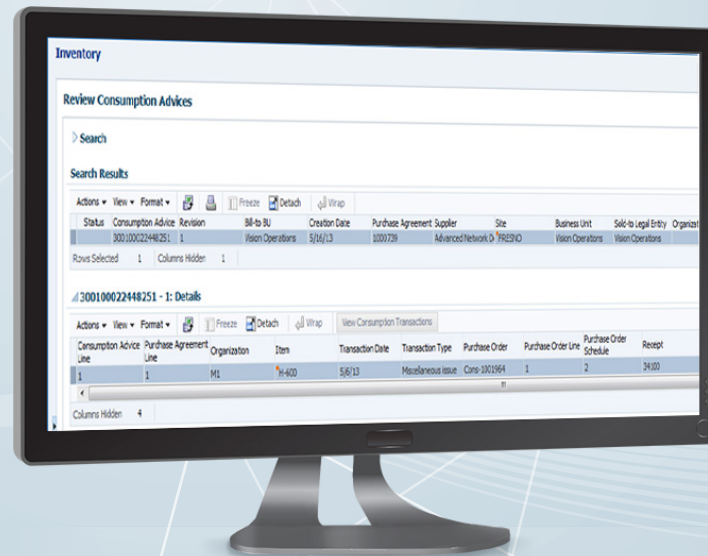 Inventory
Review Consumption Advices
Search
Search Results
Actions View Format Freeze Detach Wrap
Status Consumption Advice Revision Bill-to BU Creation Date Purchase Agreement Supplier Site Business Unit Sold-to Legal Entity Organizat
300100022448251 1 Vision Operations 5/16/13 1000739 Advanced Network D FRESNO Vision Operations Vision Operations
Rows Selected 1 Columns Hidden 1
300100022448251 - 1: Details
Actions View Format Freeze Detach Wrap View Consumption Transactions
Consumption Advice Line Purchase Agreement Line Organization Item Transaction Date Transaction Type Purchase Order Purchase Order Line Purchase Order Schedule Receipt
1 1 M1 H-600 5/6/13 Miscellaneous issue Cons-1001964 1 2 34100
Columns Hidden 4